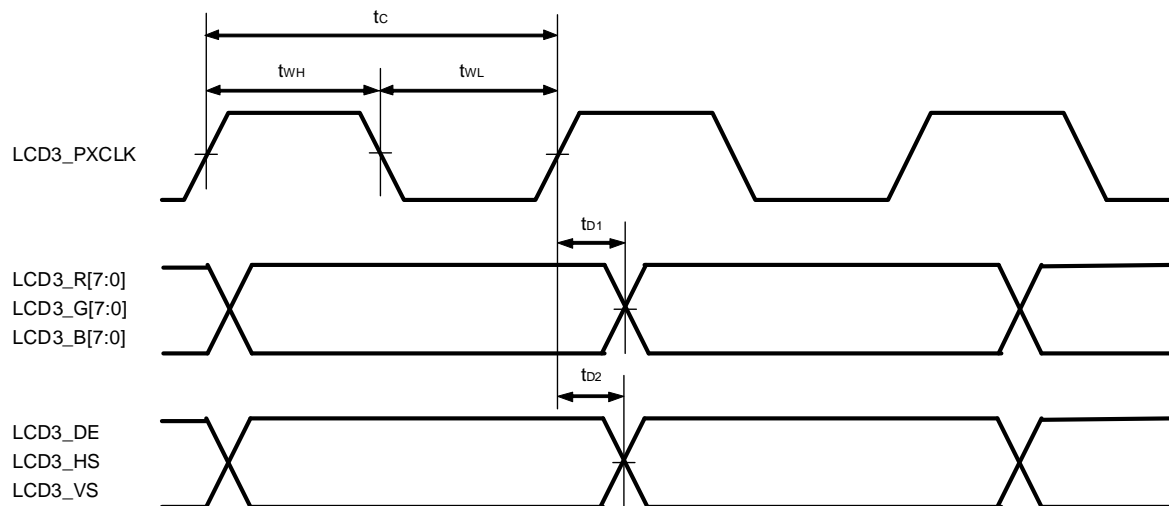 tC
tWH
tWL
LCD3_PXCLK
tD1
LCD3_R[7:0]
LCD3_G[7:0]
LCD3_B[7:0]
tD2
LCD3_DE
LCD3_HS
LCD3_VS